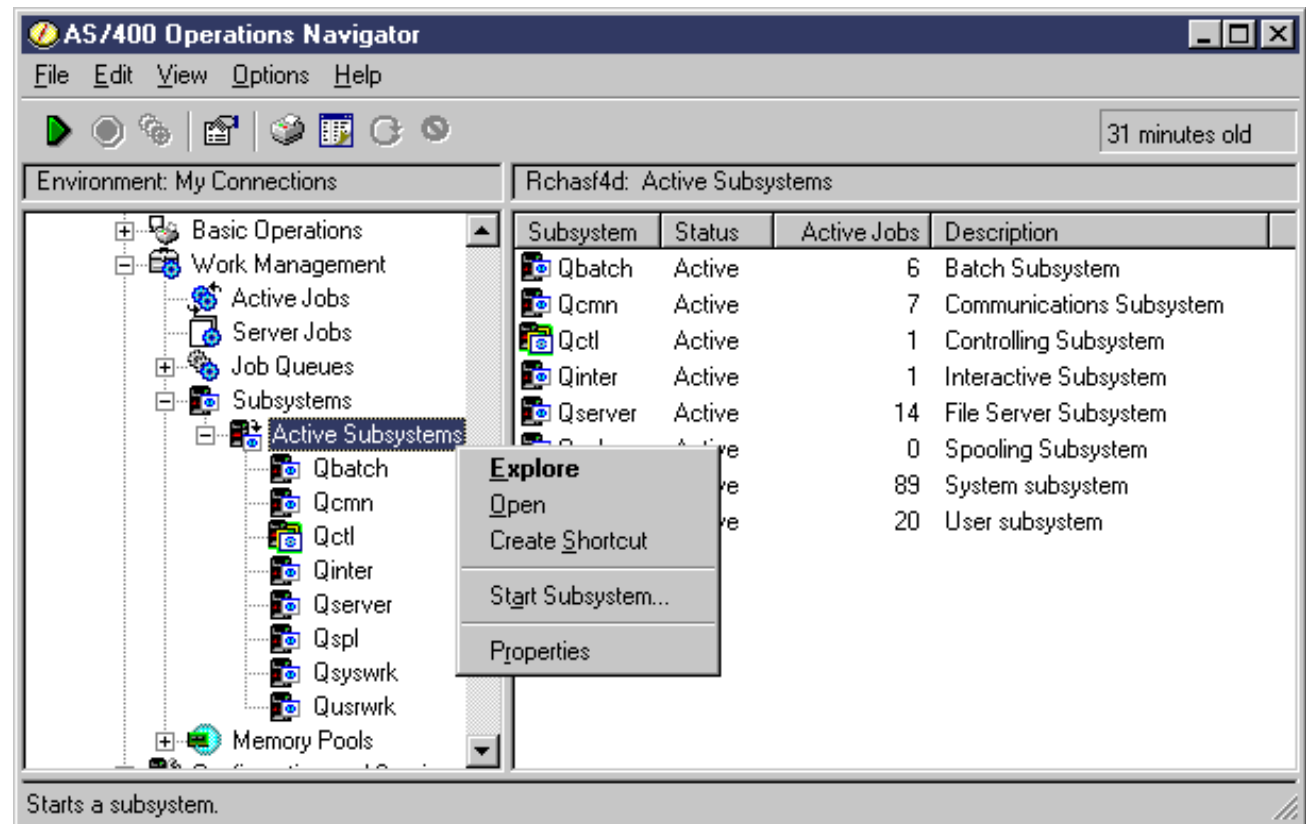 AS/400 Operations Navigator
File Edit View Options Help
31 minutes old
Environment: My Connections
Rchasf4d: Active Subsystems
Basic Operations
Work Management
Active Jobs
Server Jobs
Job Queues
Subsystems
Active Subsystems
Qbatch
Qcmn
Qctl
Qinter
Qserver
Qspl
Qsyswrk
Qusrwrk
Memory Pools
Subsystem Status Active Jobs Description
Qbatch Active 6 Batch Subsystem
Qcmn Active 7 Communications Subsystem
Qctl Active 1 Controlling Subsystem
Qinter Active 1 Interactive Subsystem
Qserver Active 14 File Server Subsystem
0 Spooling Subsystem
89 System subsystem
20 User subsystem
Explore
Open
Create Shortcut
Start Subsystem...
Properties
Starts a subsystem.